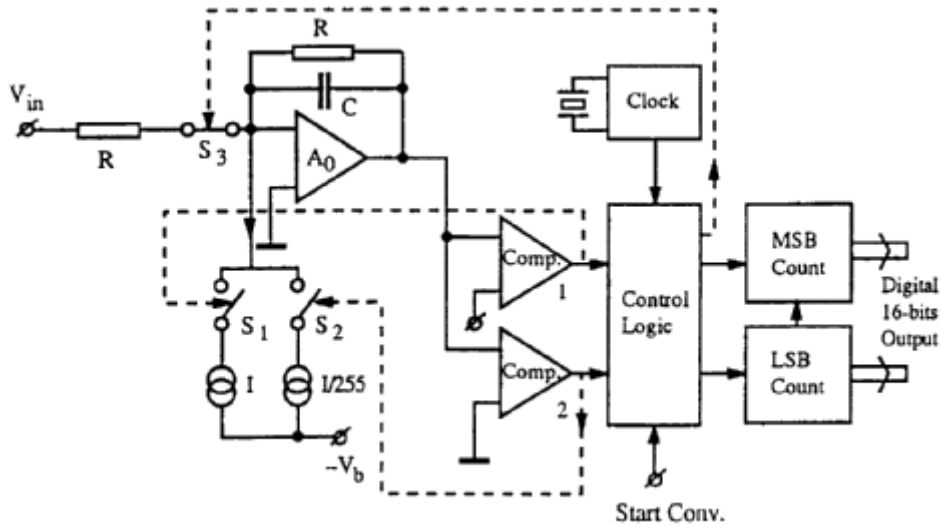 R
C
V_in
R
S_3
A_0
Clock
Comp.
1
Comp.
2
Control
Logic
MSB
Count
LSB
Count
Digital
16-bits
Output
S_1
S_2
I
I/255
-V_b
Start Conv.